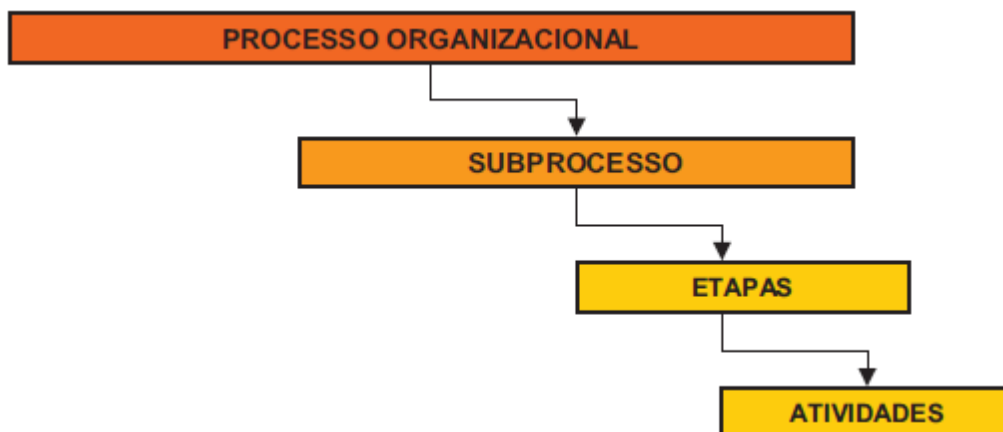 PROCESSO ORGANIZACIONAL
SUBPROCESSO
ETAPAS
ATIVIDADES